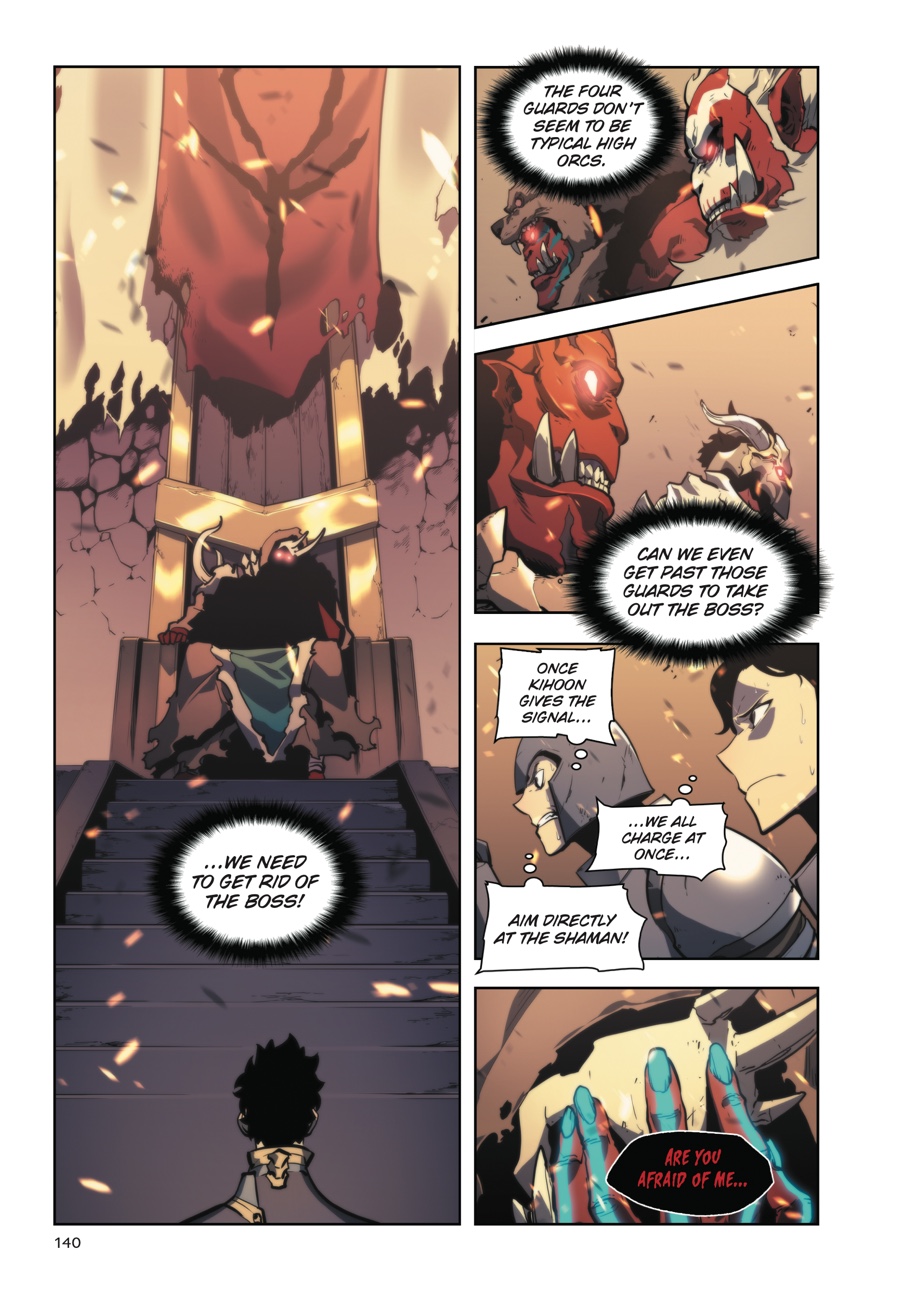 ...WE NEED
TO GET RID OF
THE BOSS!
THE FOUR
GUARDS DON'T
SEEM TO BE
TYPICAL HIGH
ORCS.
CAN WE EVEN
GET PAST THOSE
GUARDS TO TAKE
OUT THE BOSS?
ONCE
KIHOON
GIVES THE
SIGNAL...
...WE ALL
CHARGE AT
ONCE...
AIM DIRECTLY
AT THE SHAMAN!
ARE YOU
AFRAID OF ME...
140